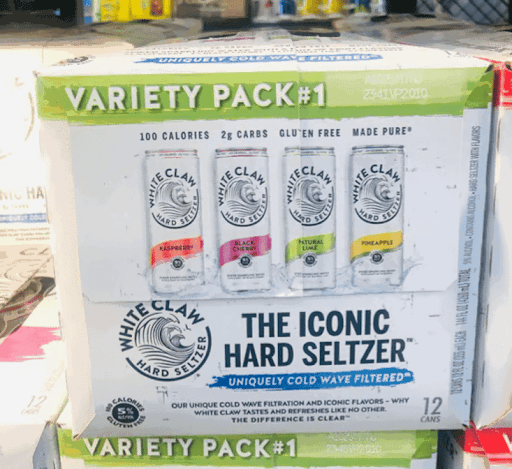 UNIQUELY COLD WAVE FILTERED
VARIETY PACK #1
100 CALORIES 2g CARBS GLUTEN FREE MADE PURE®
WHITE CLAW
HARD SELTZER
RASPBERRY
WHITE CLAW
HARD SELTZER
BLACK
CHERRY
WHITE CLAW
HARD SELTZER
NATURAL
LIME
WHITE CLAW
HARD SELTZER
PINEAPPLE
WHITE CLAW
HARD SELTZER
THE ICONIC
HARD SELTZER™
UNIQUELY COLD WAVE FILTERED®
100 CALORIES
5%
GLUTEN FREE
OUR UNIQUE COLD WAVE FILTRATION AND ICONIC FLAVORS – WHY
WHITE CLAW TASTES AND REFRESHES LIKE NO OTHER.
THE DIFFERENCE IS CLEAR™
12
CANS
VARIETY PACK #1